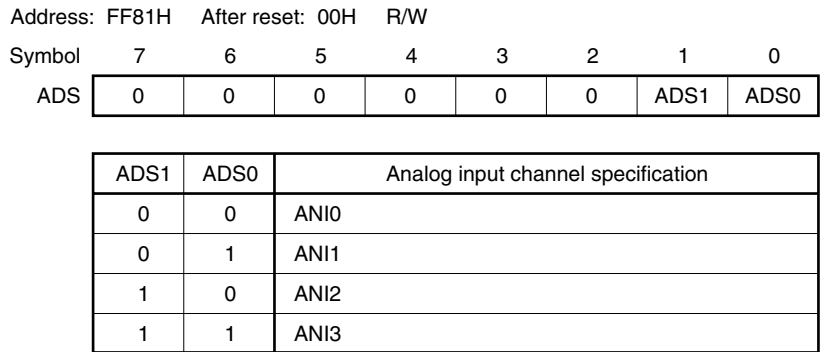 Address: FF81H After reset: 00H R/W
Symbol 7 6 5 4 3 2 1 0
ADS 0 0 0 0 0 0 ADS1 ADS0
ADS1 ADS0 Analog input channel specification
0 0 ANI0
0 1 ANI1
1 0 ANI2
1 1 ANI3